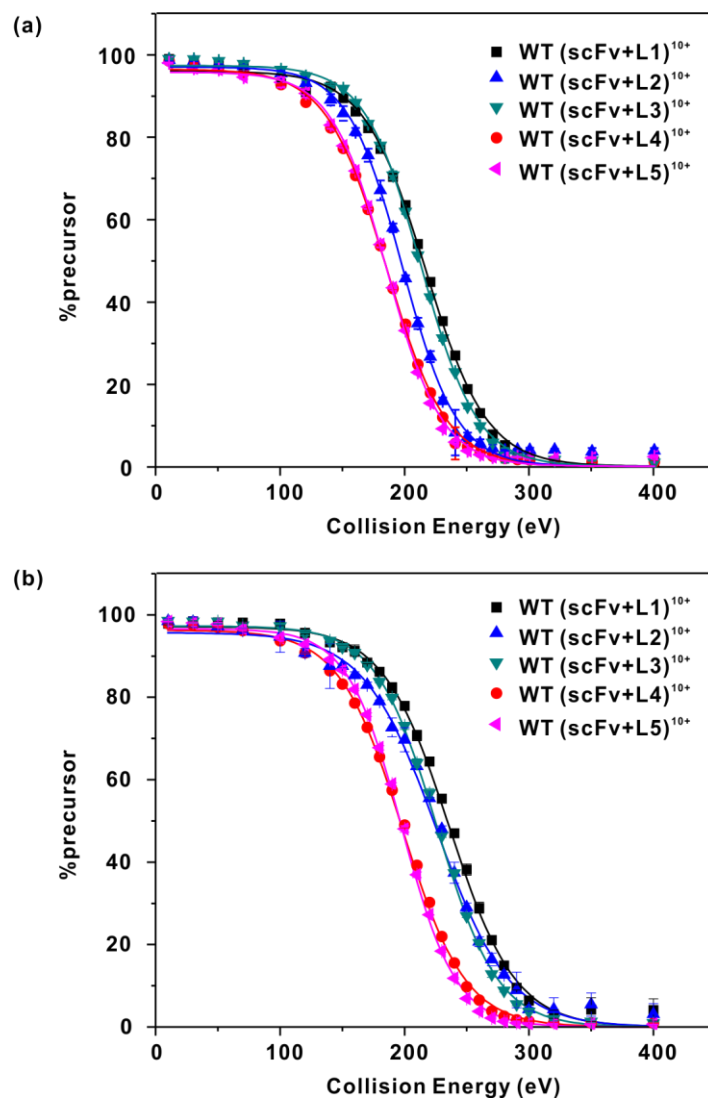 (a)
100
80
60
40
20
0
%precursor
WT (scFv+L1)¹⁰⁺
WT (scFv+L2)¹⁰⁺
WT (scFv+L3)¹⁰⁺
WT (scFv+L4)¹⁰⁺
WT (scFv+L5)¹⁰⁺
0 100 200 300 400
Collision Energy (eV)
(b)
100
80
60
40
20
0
%precursor
WT (scFv+L1)¹⁰⁺
WT (scFv+L2)¹⁰⁺
WT (scFv+L3)¹⁰⁺
WT (scFv+L4)¹⁰⁺
WT (scFv+L5)¹⁰⁺
0 100 200 300 400
Collision Energy (eV)